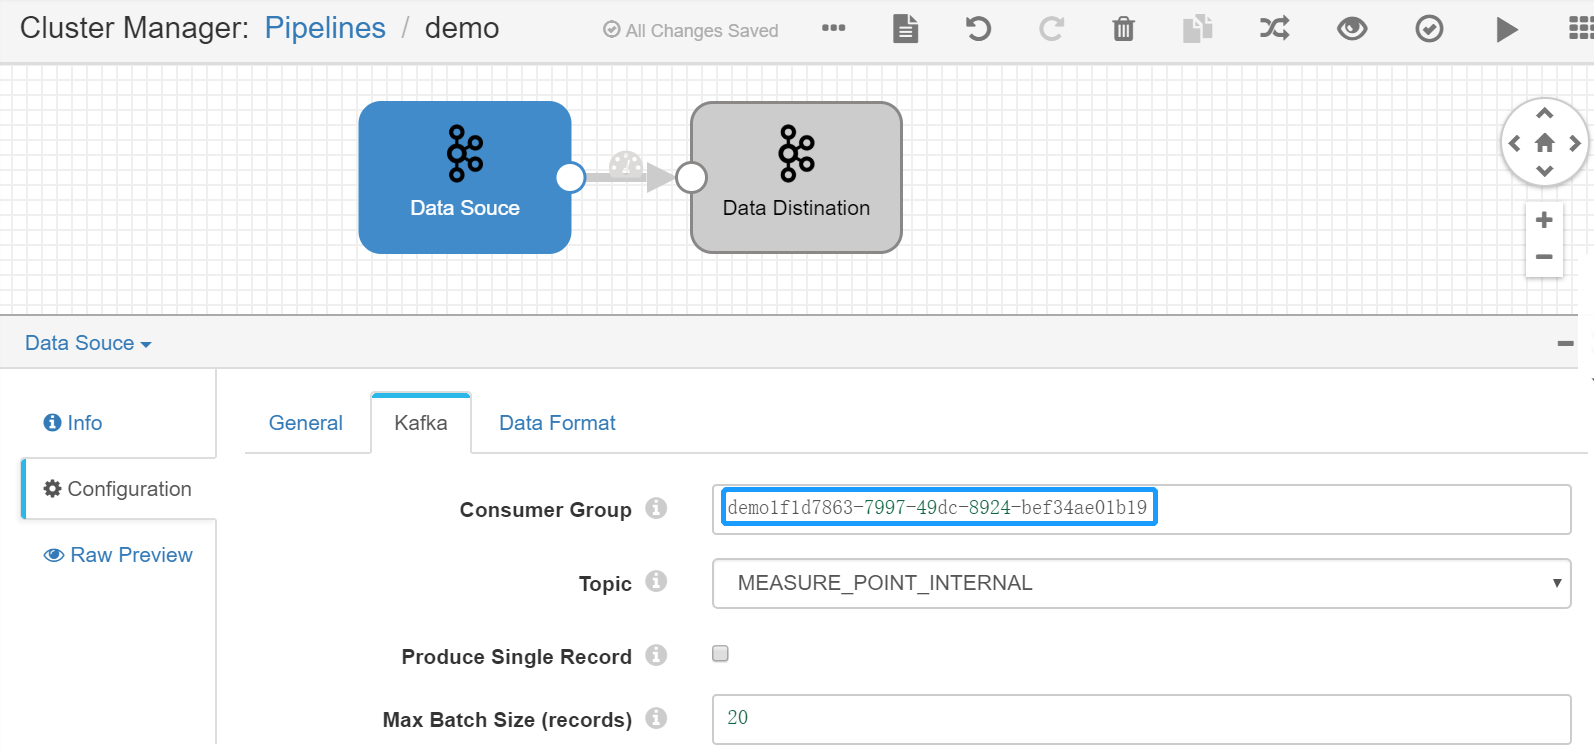 Cluster Manager: Pipelines / demo
All Changes Saved
Data Souce
Data Distination
Data Souce
Info
Configuration
Raw Preview
General
Kafka
Data Format
Consumer Group
demo1f1d7863-7997-49dc-8924-bef34ae01b19
Topic
MEASURE_POINT_INTERNAL
Produce Single Record
Max Batch Size (records)
20